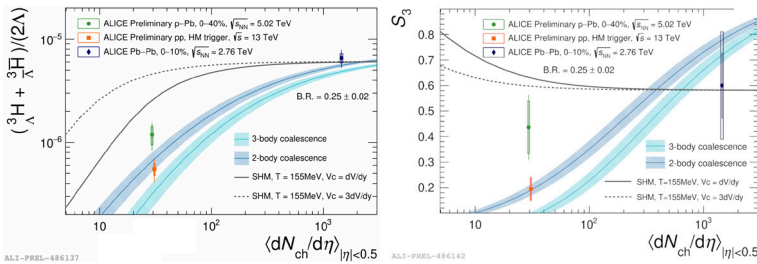 (³ΛH + ³Λ̅H̅)/(2Λ)
ALICE Preliminary p–Pb, 0–40%, √sNN = 5.02 TeV
ALICE Preliminary pp, HM trigger, √s = 13 TeV
ALICE Pb–Pb, 0–10%, √sNN = 2.76 TeV
B.R. = 0.25 ± 0.02
10⁻⁵
10⁻⁶
3-body coalescence
2-body coalescence
SHM, T = 155MeV, Vc = dV/dy
SHM, T = 155MeV, Vc = 3dV/dy
10
10²
10³
⟨dNch/dη⟩|η|<0.5
ALI-PREL-486137
S₃
ALICE Preliminary p–Pb, 0–40%, √sNN = 5.02 TeV
ALICE Preliminary pp, HM trigger, √s = 13 TeV
ALICE Pb–Pb, 0–10%, √sNN = 2.76 TeV
B.R. = 0.25 ± 0.02
1
0.8
0.6
0.4
0.2
3-body coalescence
2-body coalescence
SHM, T=155MeV, Vc = dV/dy
SHM, T=155MeV, Vc = 3dV/dy
10
10²
10³
⟨dNch/dη⟩|η|<0.5
ALI-PREL-486142